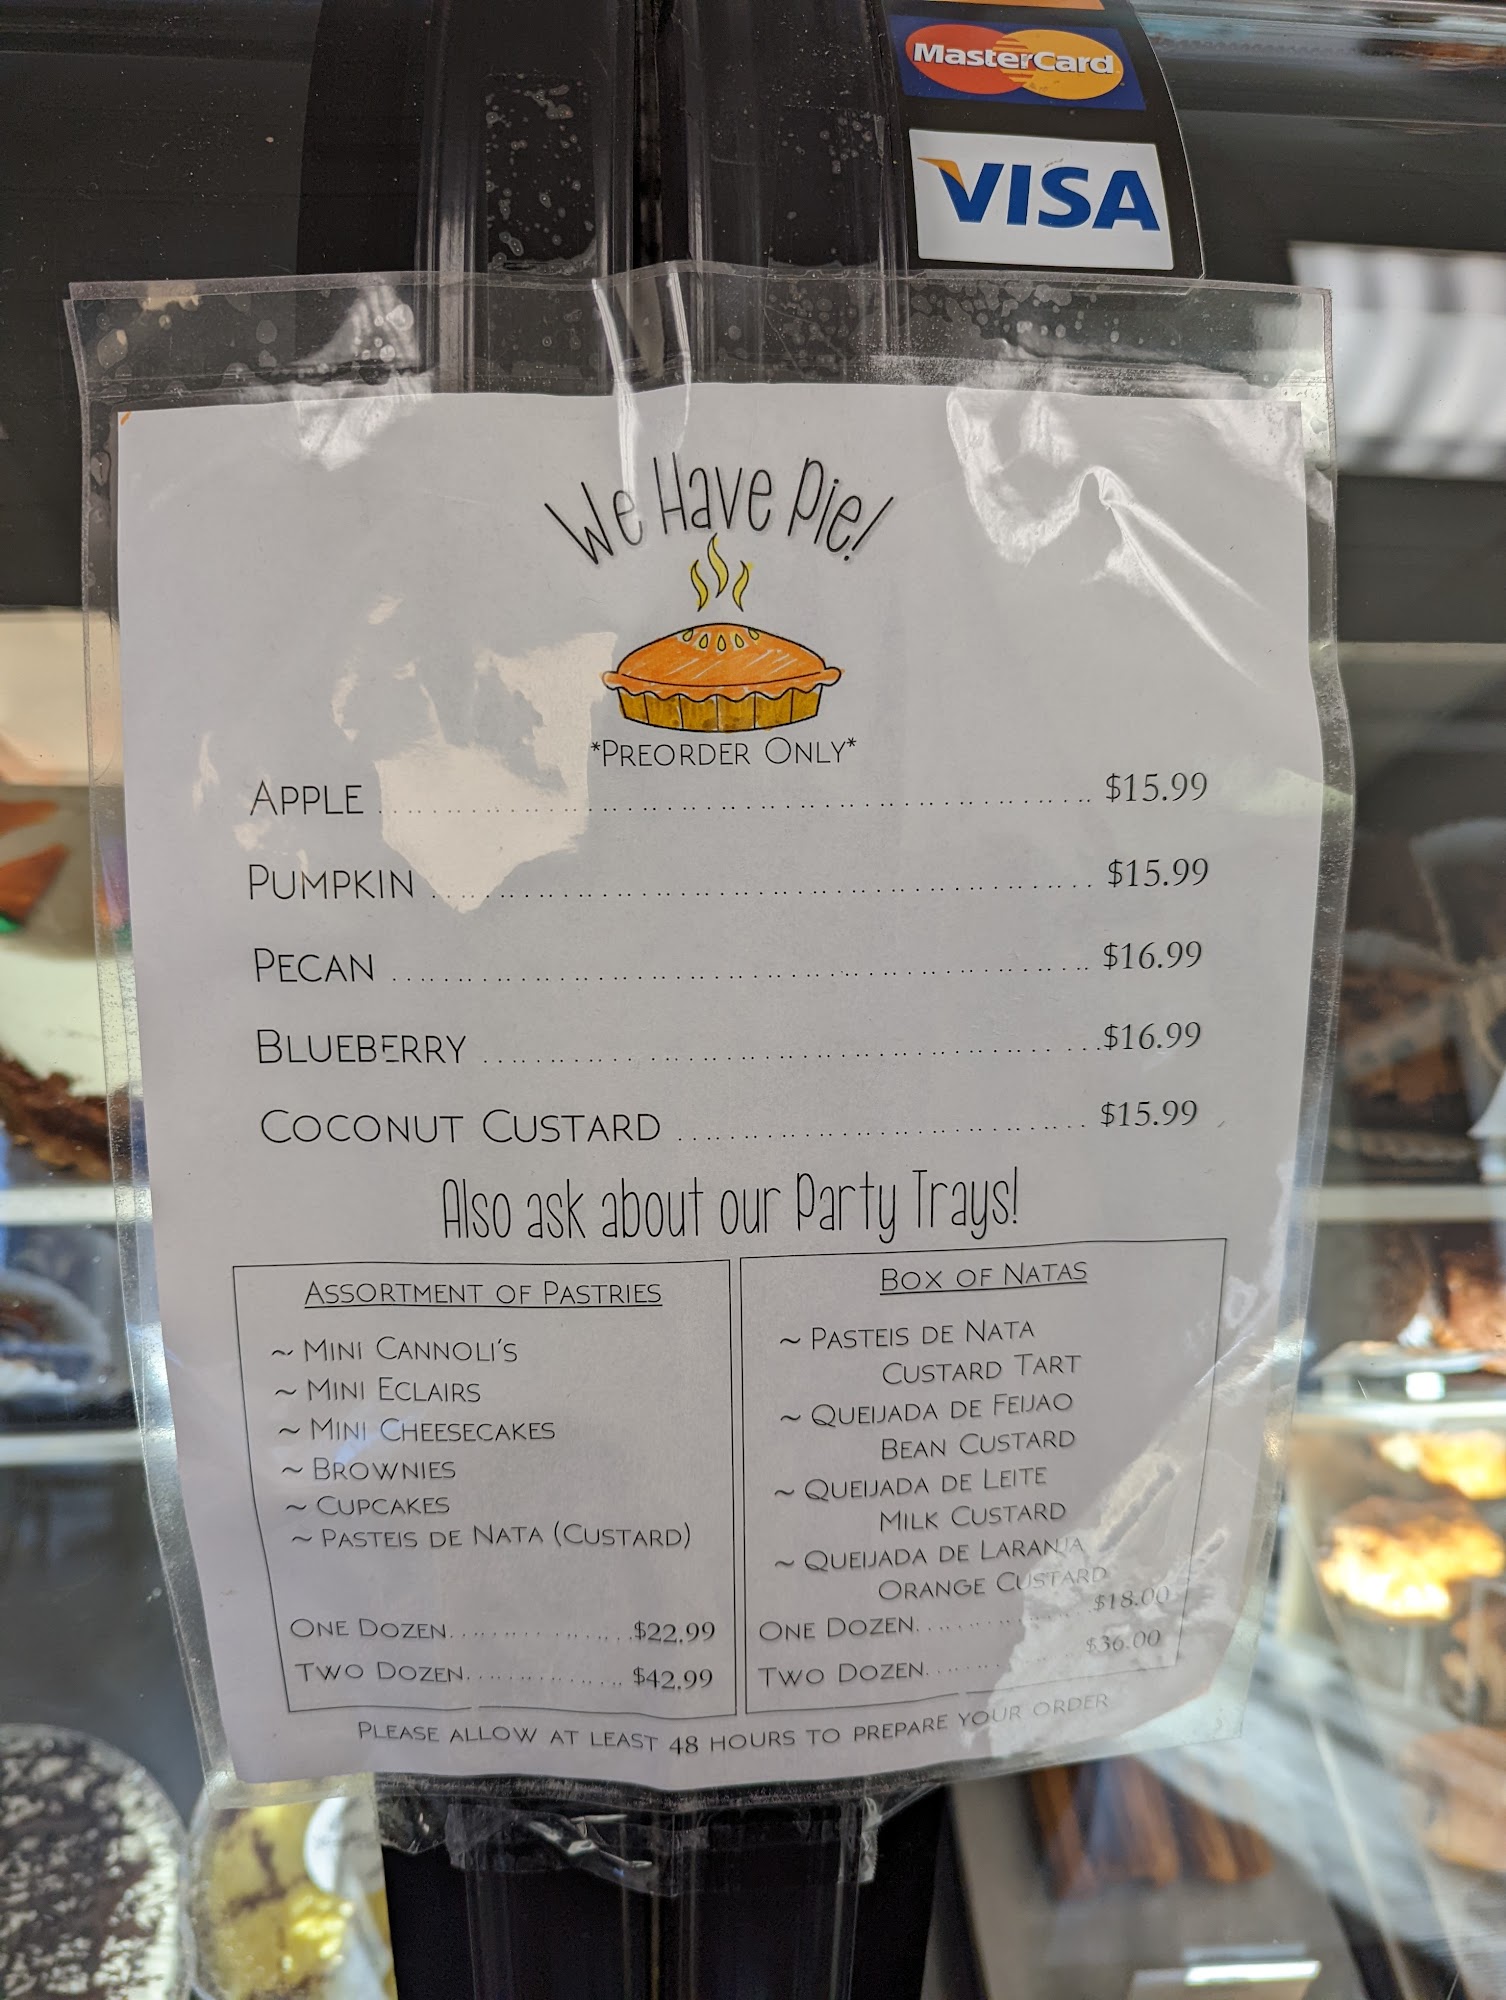 MasterCard
VISA
We Have Pie!
*Preorder Only*
Apple ........................................ $15.99
Pumpkin ........................................ $15.99
Pecan ........................................ $16.99
Blueberry ........................................ $16.99
Coconut Custard ........................................ $15.99
Also ask about our Party Trays!
Assortment of Pastries
~ Mini Cannoli's
~ Mini Eclairs
~ Mini Cheesecakes
~ Brownies
~ Cupcakes
~ Pasteis de Nata (Custard)
One Dozen.................$22.99
Two Dozen................. $42.99
Box of Natas
~ Pasteis de Nata
Custard Tart
~ Queijada de Feijao
Bean Custard
~ Queijada de Leite
Milk Custard
~ Queijada de Laranja
Orange Custard
One Dozen................. $18.00
Two Dozen................. $36.00
Please allow at least 48 hours to prepare your order